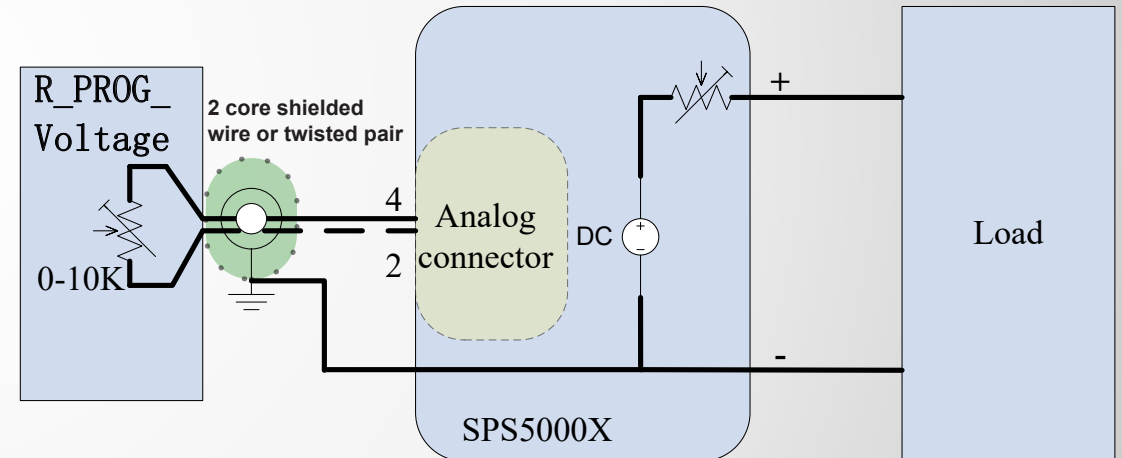 R_PROG_
Voltage
0-10K
2 core shielded
wire or twisted pair
4
2
Analog
connector
DC
+
−
SPS5000X
+
-
Load